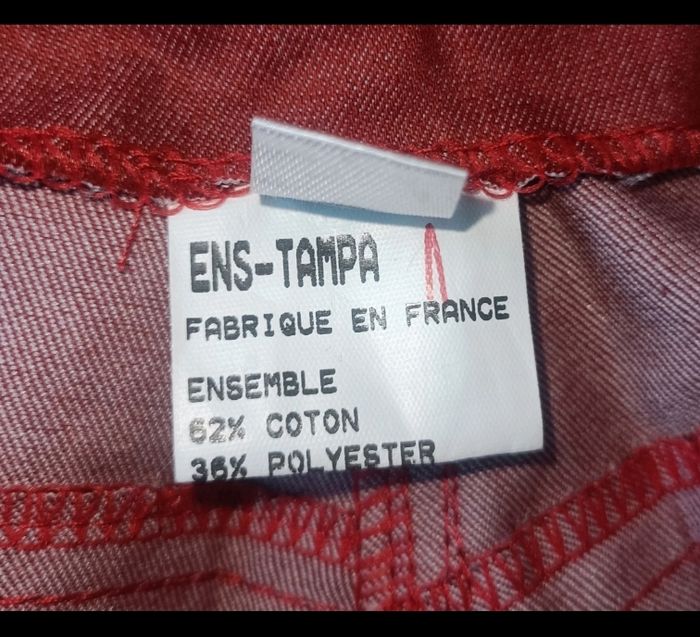 ENS-TAMPA
FABRIQUE EN FRANCE
ENSEMBLE
62% COTON
36% POLYESTER